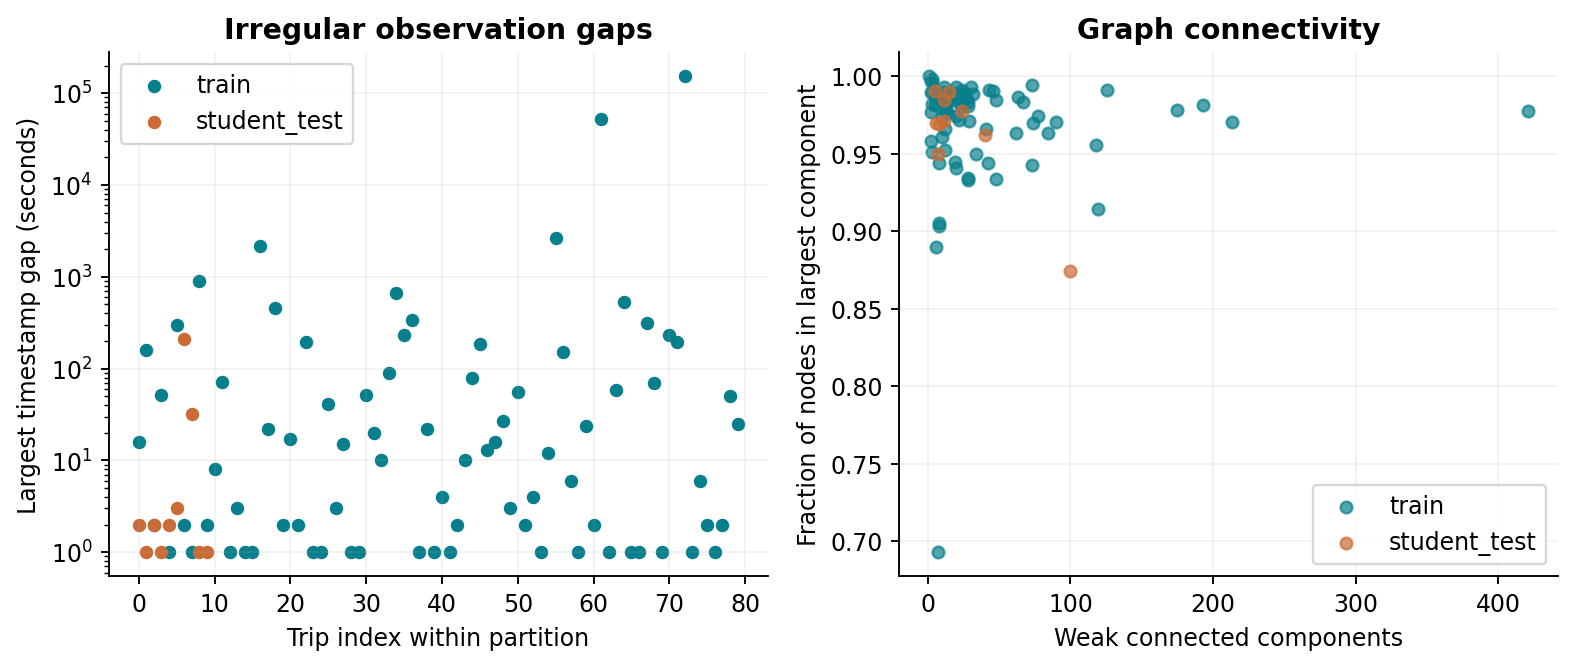 Irregular observation gaps
train
student_test
Largest timestamp gap (seconds)
10^5
10^4
10^3
10^2
10^1
10^0
0 10 20 30 40 50 60 70 80
Trip index within partition
Graph connectivity
Fraction of nodes in largest component
1.00
0.95
0.90
0.85
0.80
0.75
0.70
train
student_test
0 100 200 300 400
Weak connected components